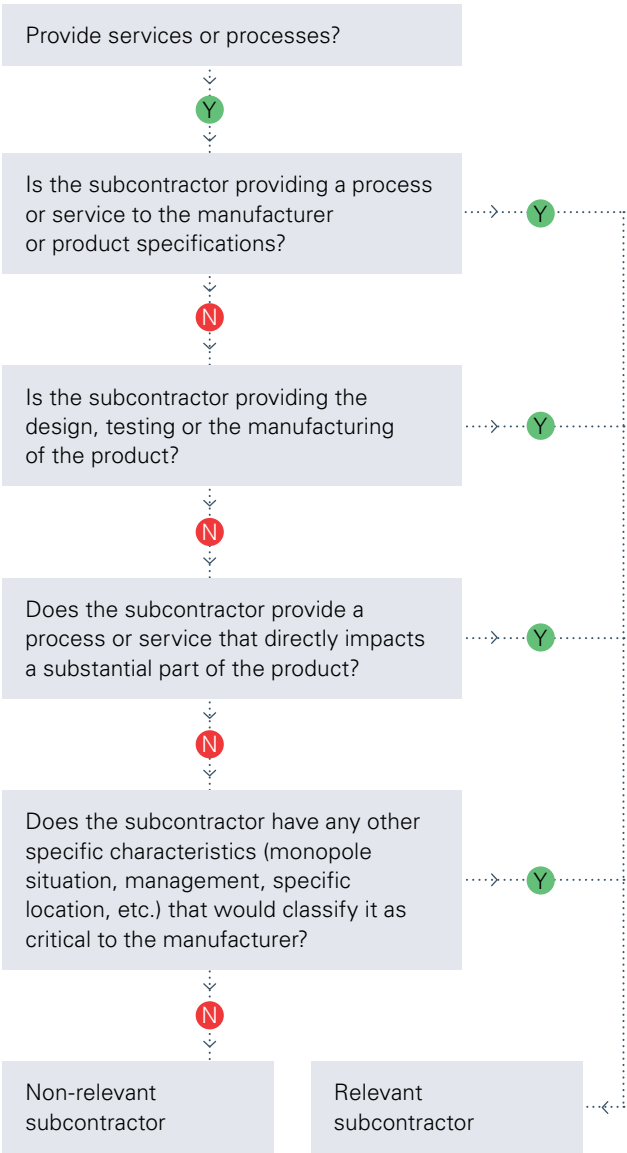 Provide services or processes?
Y
Is the subcontractor providing a process
or service to the manufacturer
or product specifications?
Y
N
Is the subcontractor providing the
design, testing or the manufacturing
of the product?
Y
N
Does the subcontractor provide a
process or service that directly impacts
a substantial part of the product?
Y
N
Does the subcontractor have any other
specific characteristics (monopole
situation, management, specific
location, etc.) that would classify it as
critical to the manufacturer?
Y
N
Non-relevant
subcontractor
Relevant
subcontractor